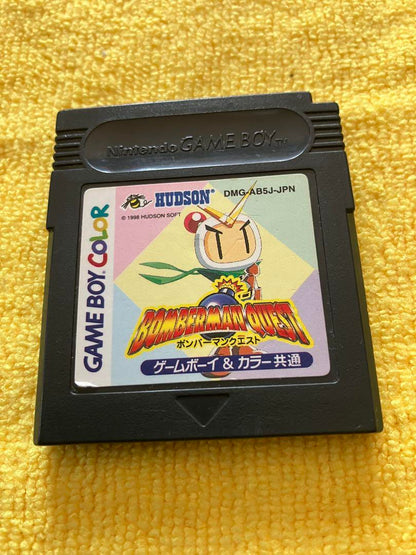 Nintendo GAME BOY™
HUDSON®
DMG-AB5J-JPN
© 1998 HUDSON SOFT
GAME BOY COLOR
BOMBERMAN QUEST
ボンバーマンクエスト
ゲームボーイ & カラー共通